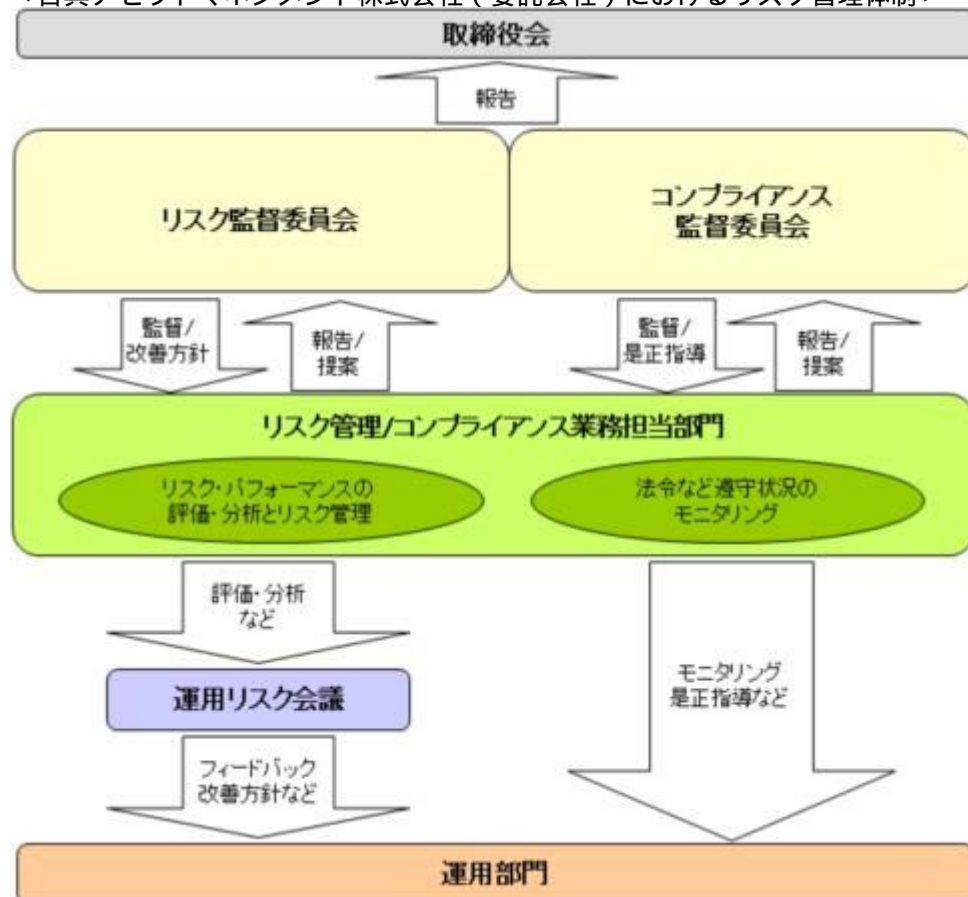 取締役会
報告
リスク監督委員会
コンプライアンス
監督委員会
監督/
改善方針
報告/
提案
監督/
是正指導
報告/
提案
リスク管理/コンプライアンス業務担当部門
リスク・パフォーマンスの
評価・分析とリスク管理
法令など遵守状況の
モニタリング
評価・分析
など
運用リスク会議
モニタリング
是正指導など
フィードバック
改善方針など
運用部門